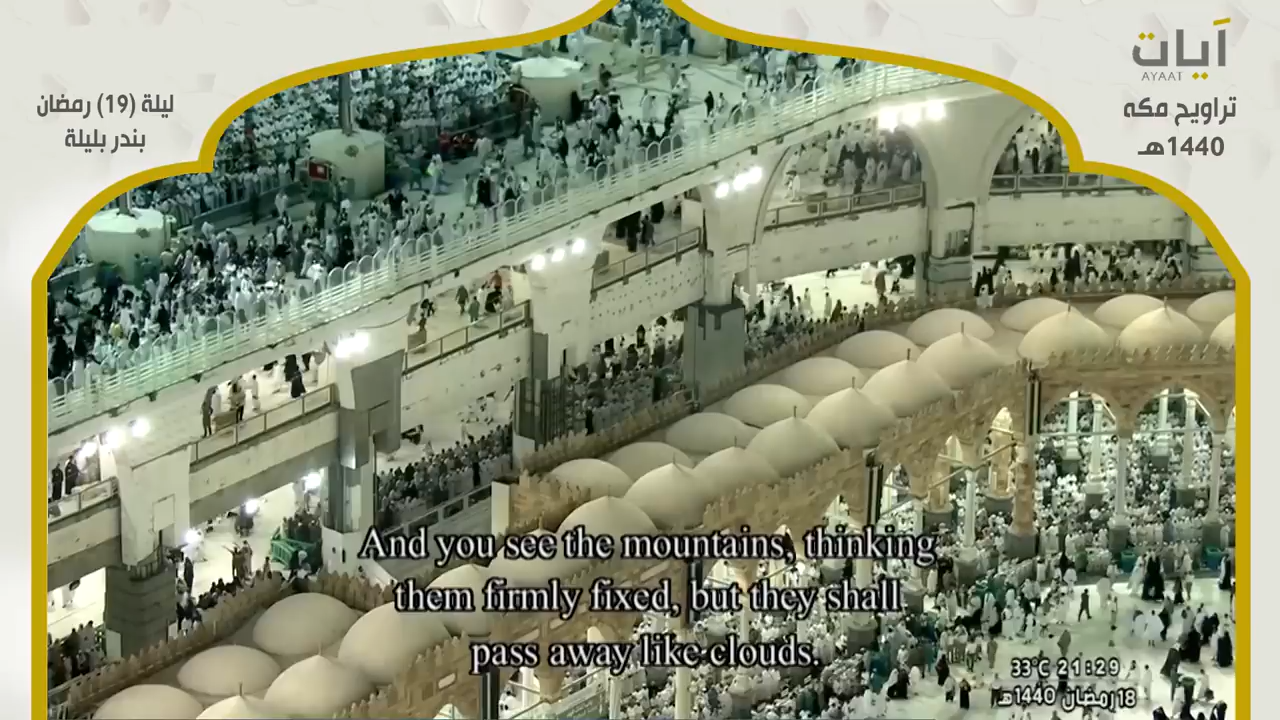 آيات
AYAAT
تراويح مكه
1440هـ
ليلة (19) رمضان
بندر بليلة
And you see the mountains, thinking
them firmly fixed, but they shall
pass away like clouds.
33°C 21:29
18 رمضان 1440هـ